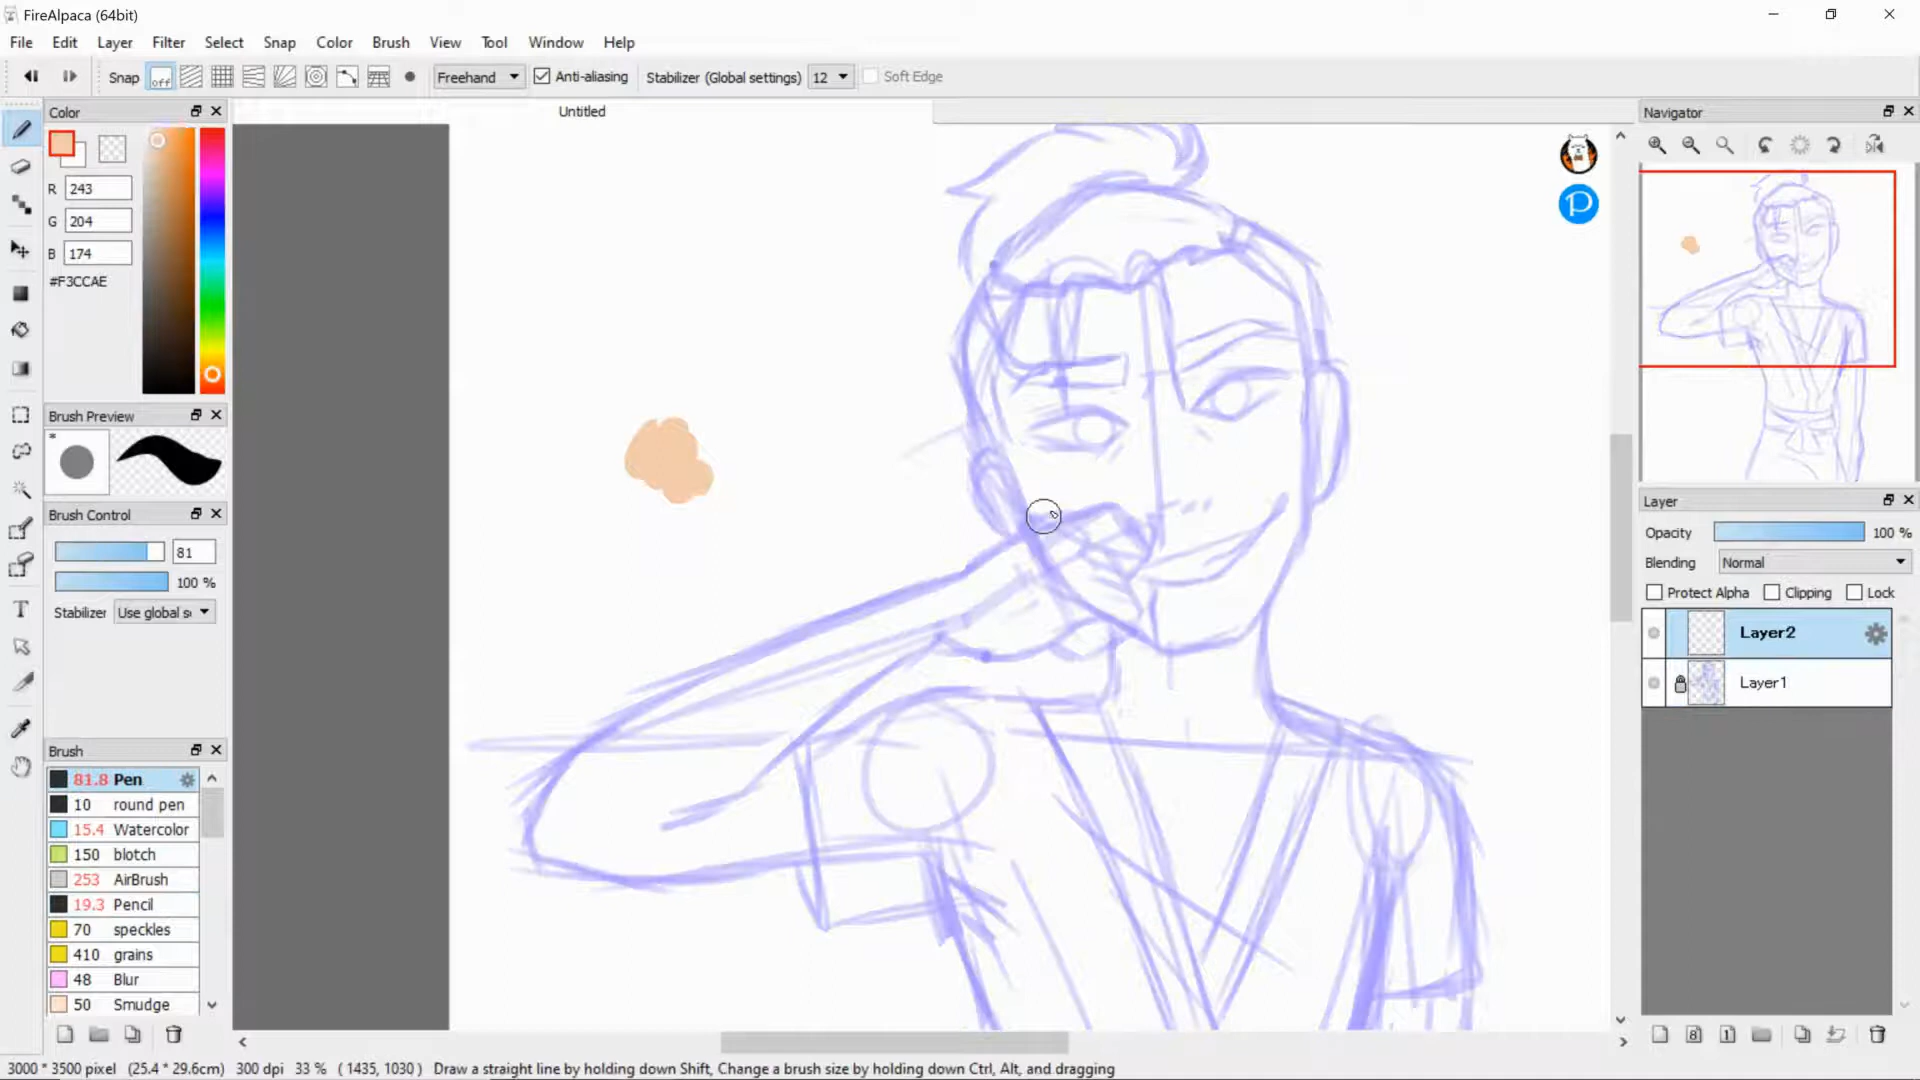 FireAlpaca (64bit)
File Edit Layer Filter Select Snap Color Brush View Tool Window Help
Snap off Freehand Anti-aliasing Stabilizer (Global settings) 12 Soft Edge
Color
Untitled
Navigator
R 243
G 204
B 174
#F3CCAE
Brush Preview
*
Brush Control
81
100 %
Stabilizer Use global s
Brush
81.8 Pen
10 round pen
15.4 Watercolor
150 blotch
253 AirBrush
19.3 Pencil
70 speckles
410 grains
48 Blur
50 Smudge
P
Layer
Opacity 100 %
Blending Normal
Protect Alpha Clipping Lock
Layer2
Layer1
8 1
3000 * 3500 pixel (25.4 * 29.6cm) 300 dpi 33 % ( 1435, 1030 ) Draw a straight line by holding down Shift, Change a brush size by holding down Ctrl, Alt, and dragging